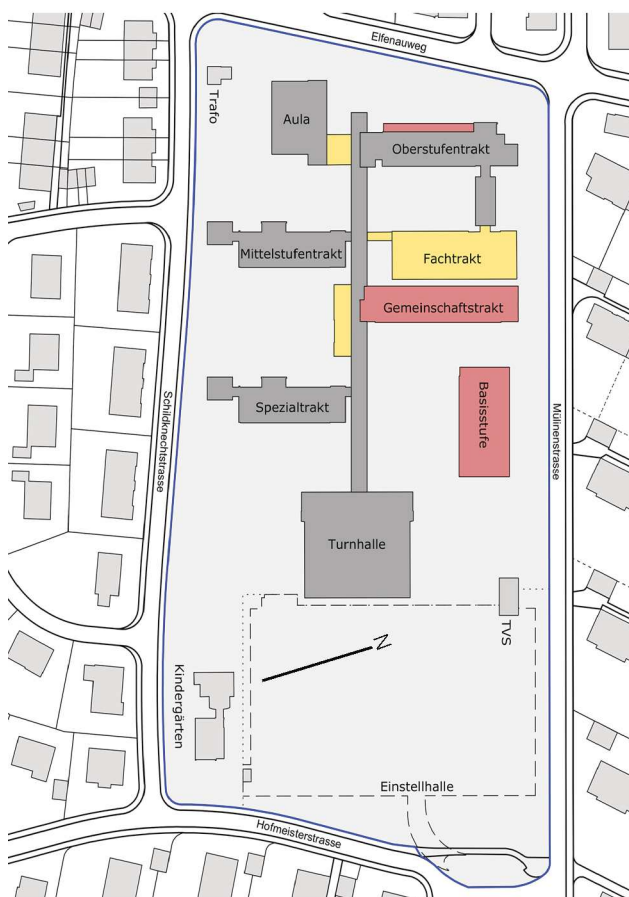 Elfenauweg
Trafo
Aula
Oberstufentrakt
Mittelstufentrakt
Fachtrakt
Gemeinschaftstrakt
Schildknechtstrasse
Spezialtrakt
Basisstufe
Mülinenstrasse
Turnhalle
TVS
N
Kindergärten
Einstellhalle
Hofmeisterstrasse